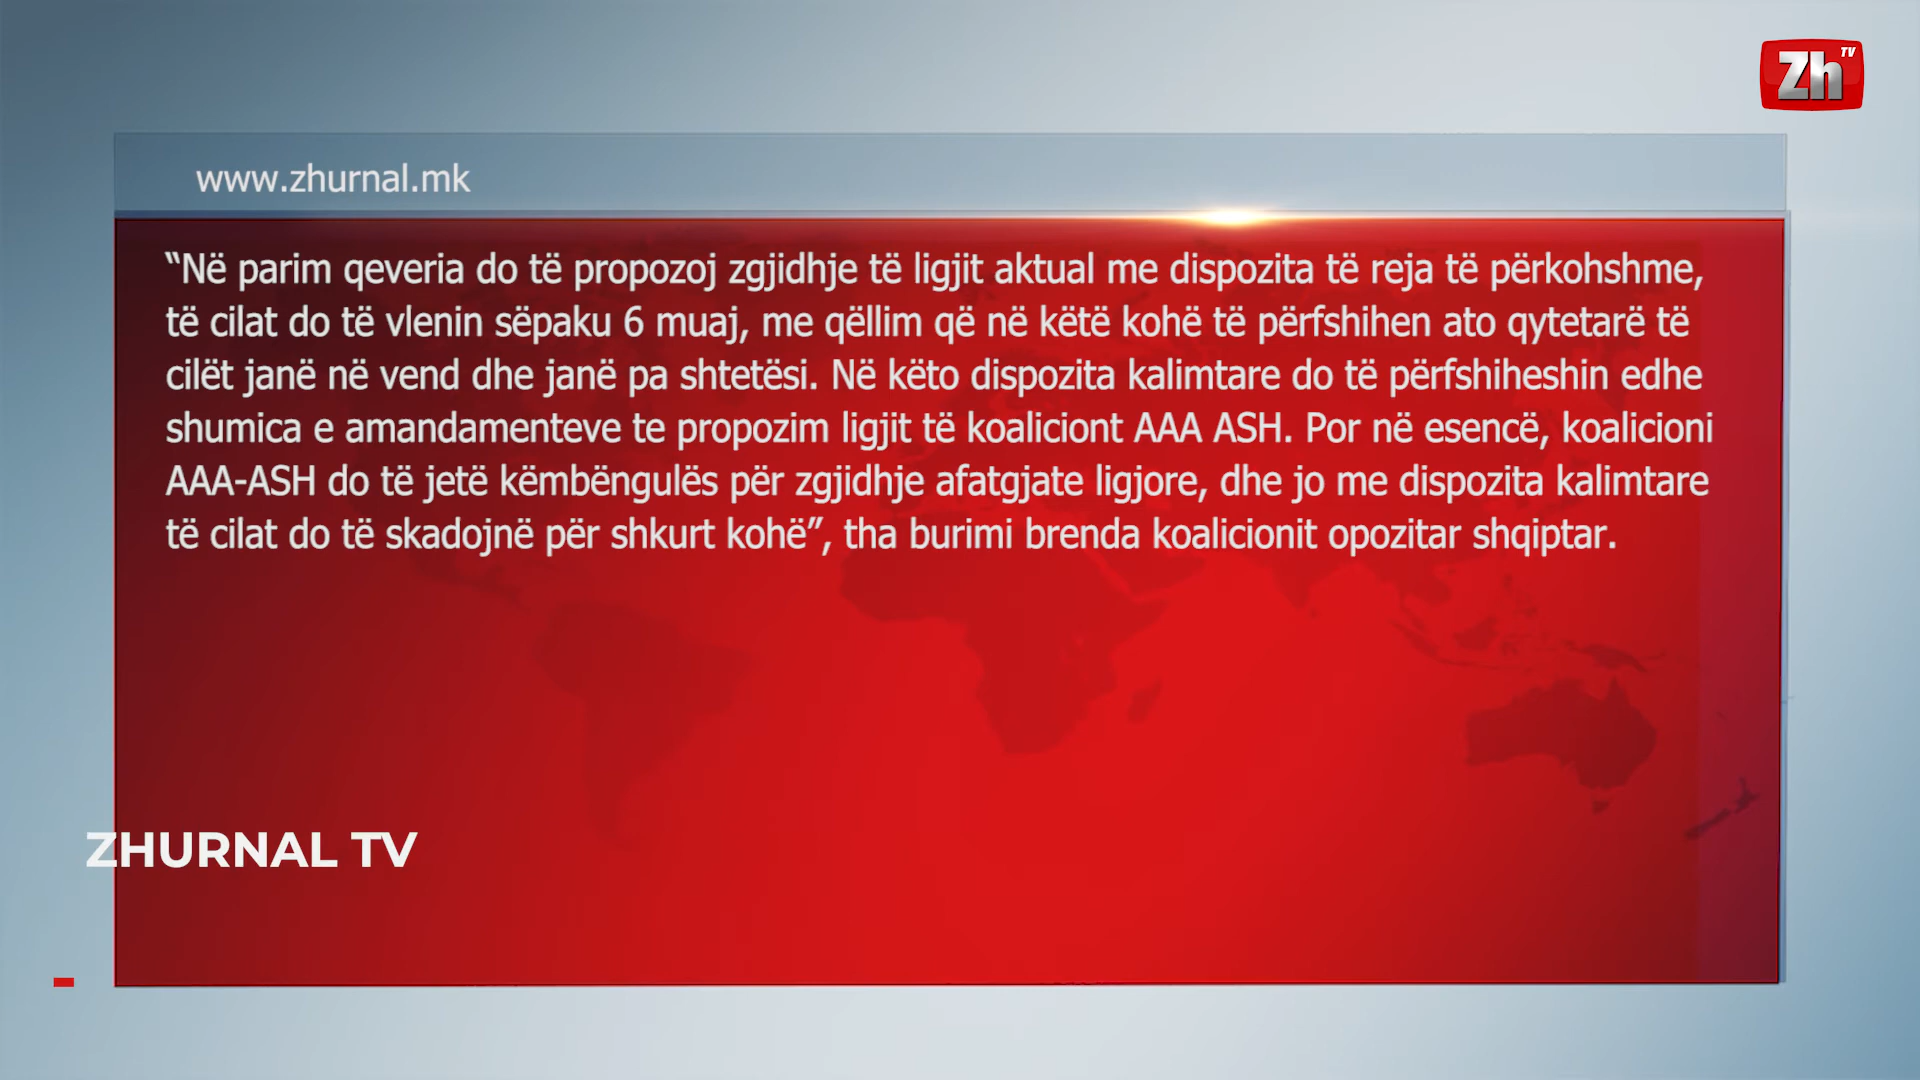 Zh TV
www.zhurnal.mk
“Në parim qeveria do të propozoj zgjidhje të ligjit aktual me dispozita të reja të përkohshme,
të cilat do të vlenin sëpaku 6 muaj, me qëllim që në këtë kohë të përfshihen ato qytetarë të
cilët janë në vend dhe janë pa shtetësi. Në këto dispozita kalimtare do të përfshiheshin edhe
shumica e amandamenteve te propozim ligjit të koaliciont AAA ASH. Por në esencë, koalicioni
AAA-ASH do të jetë këmbëngulës për zgjidhje afatgjate ligjore, dhe jo me dispozita kalimtare
të cilat do të skadojnë për shkurt kohë”, tha burimi brenda koalicionit opozitar shqiptar.
ZHURNAL TV